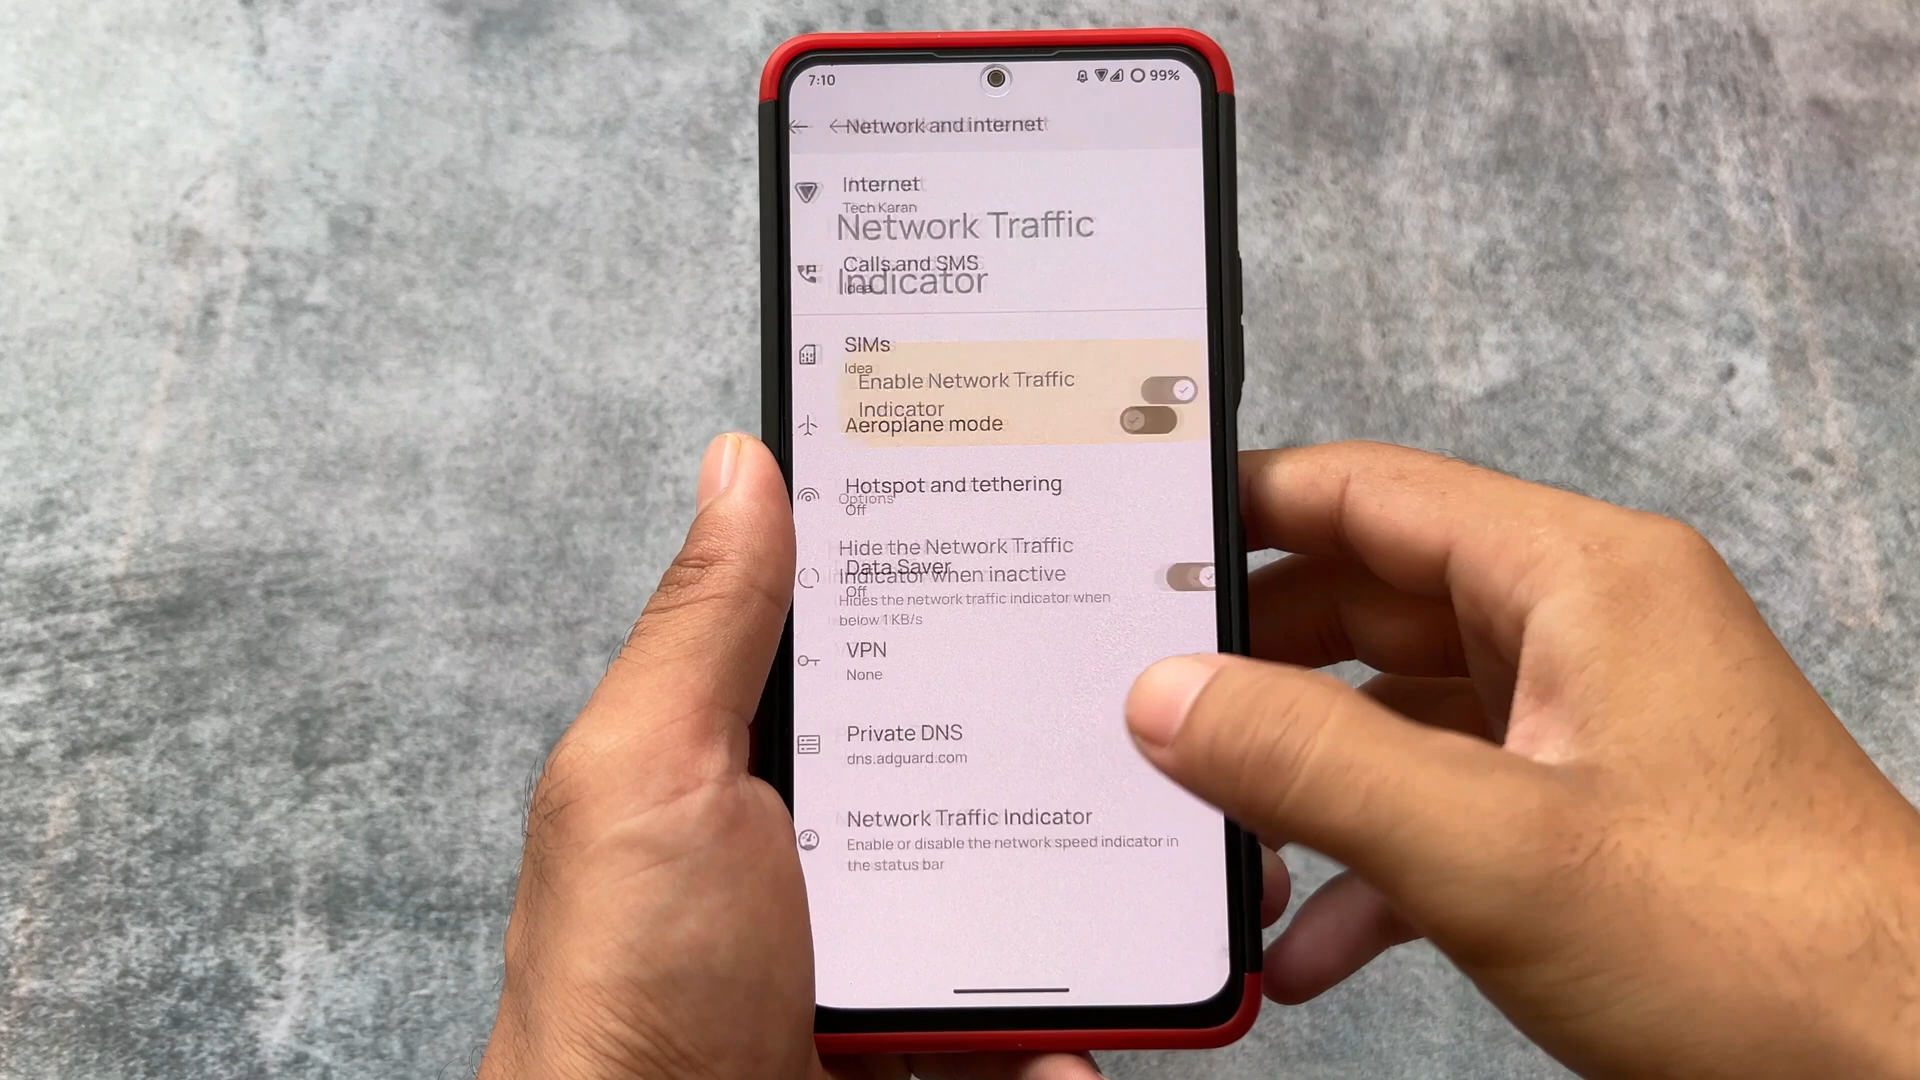 7:10
99%
Network and internet
Internet
Tech Karan
Network Traffic
Calls and SMS
Idea
Indicator
SIMs
Idea
Enable Network Traffic
Indicator
Aeroplane mode
Hotspot and tethering
Options
Off
Hide the Network Traffic
Data Saver
Indicator when inactive
Off
Hides the network traffic indicator when
below 1 KB/s
VPN
None
Private DNS
dns.adguard.com
Network Traffic Indicator
Enable or disable the network speed indicator in
the status bar